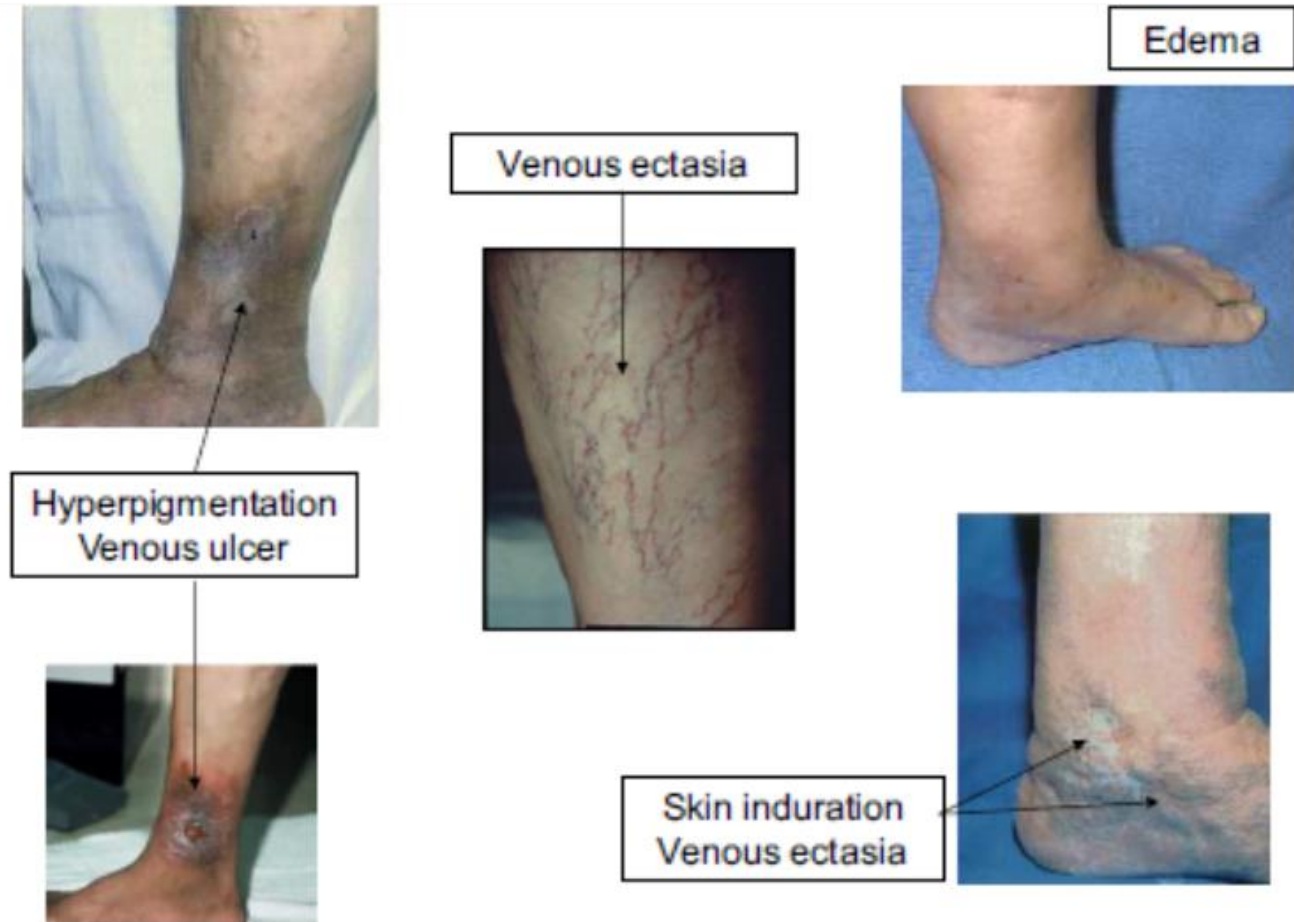 Edema
Venous ectasia
Hyperpigmentation
Venous ulcer
Skin induration
Venous ectasia